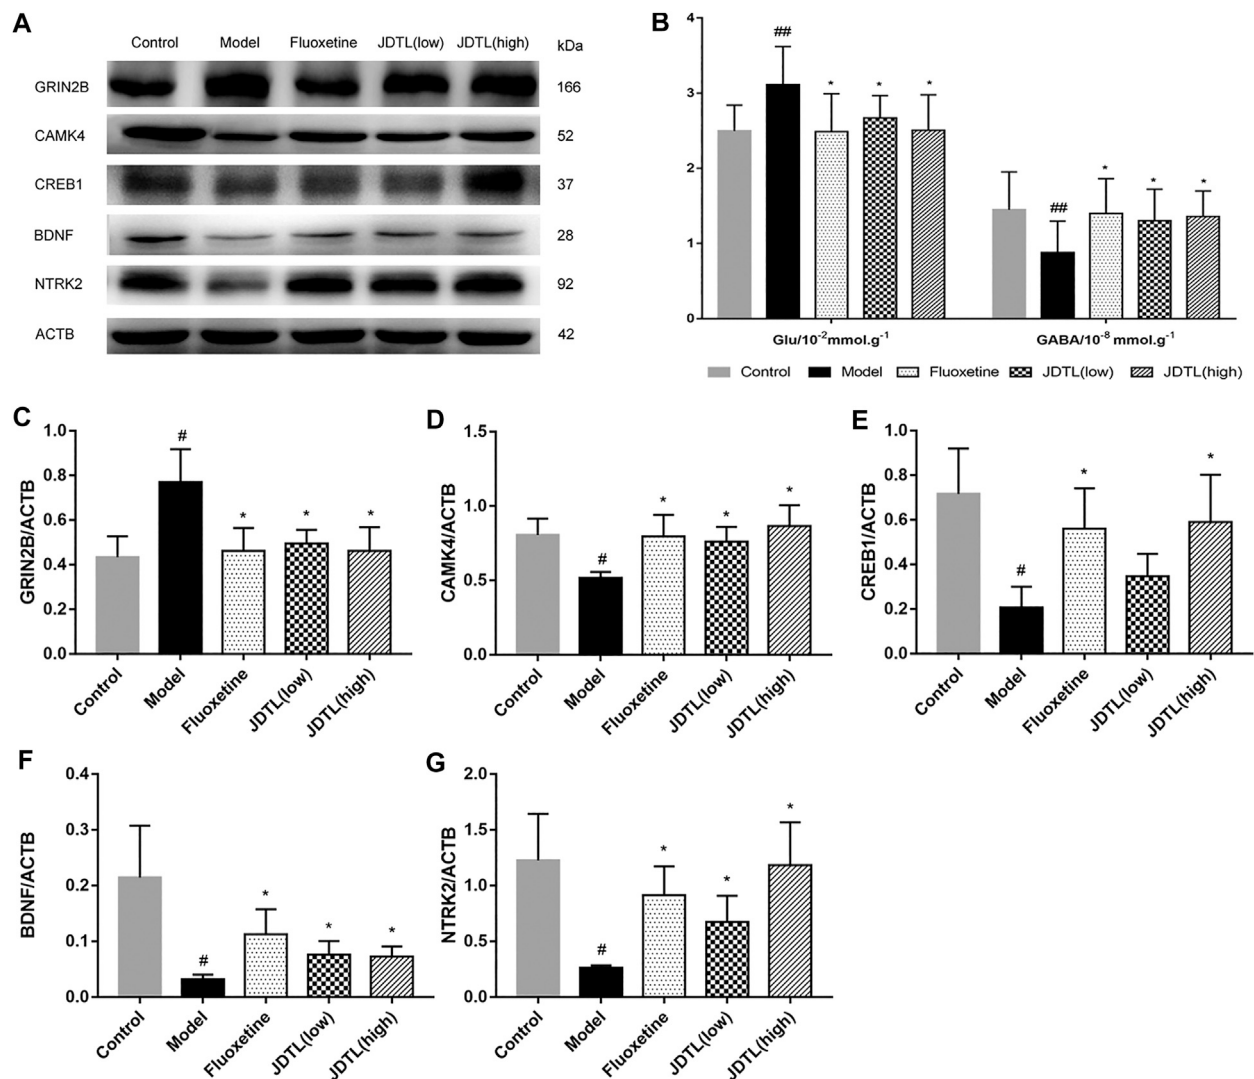 A
Control Model Fluoxetine JDTL(low) JDTL(high) kDa
GRIN2B 166
CAMK4 52
CREB1 37
BDNF 28
NTRK2 92
ACTB 42
B
4
3
2
1
0
## * * *
## * * *
Glu/10-2mmol.g-1 GABA/10-8 mmol.g-1
Control Model Fluoxetine JDTL(low) JDTL(high)
C
GRIN2B/ACTB
1.0
0.8
0.6
0.4
0.2
0.0
# * * *
Control Model Fluoxetine JDTL(low) JDTL(high)
D
CAMK4/ACTB
1.5
1.0
0.5
0.0
# * * *
Control Model Fluoxetine JDTL(low) JDTL(high)
E
CREB1/ACTB
1.0
0.8
0.6
0.4
0.2
0.0
# * *
Control Model Fluoxetine JDTL(low) JDTL(high)
F
BDNF/ACTB
0.4
0.3
0.2
0.1
0.0
# * * *
Control Model Fluoxetine JDTL(low) JDTL(high)
G
NTRK2/ACTB
2.0
1.5
1.0
0.5
0.0
# * * *
Control Model Fluoxetine JDTL(low) JDTL(high)